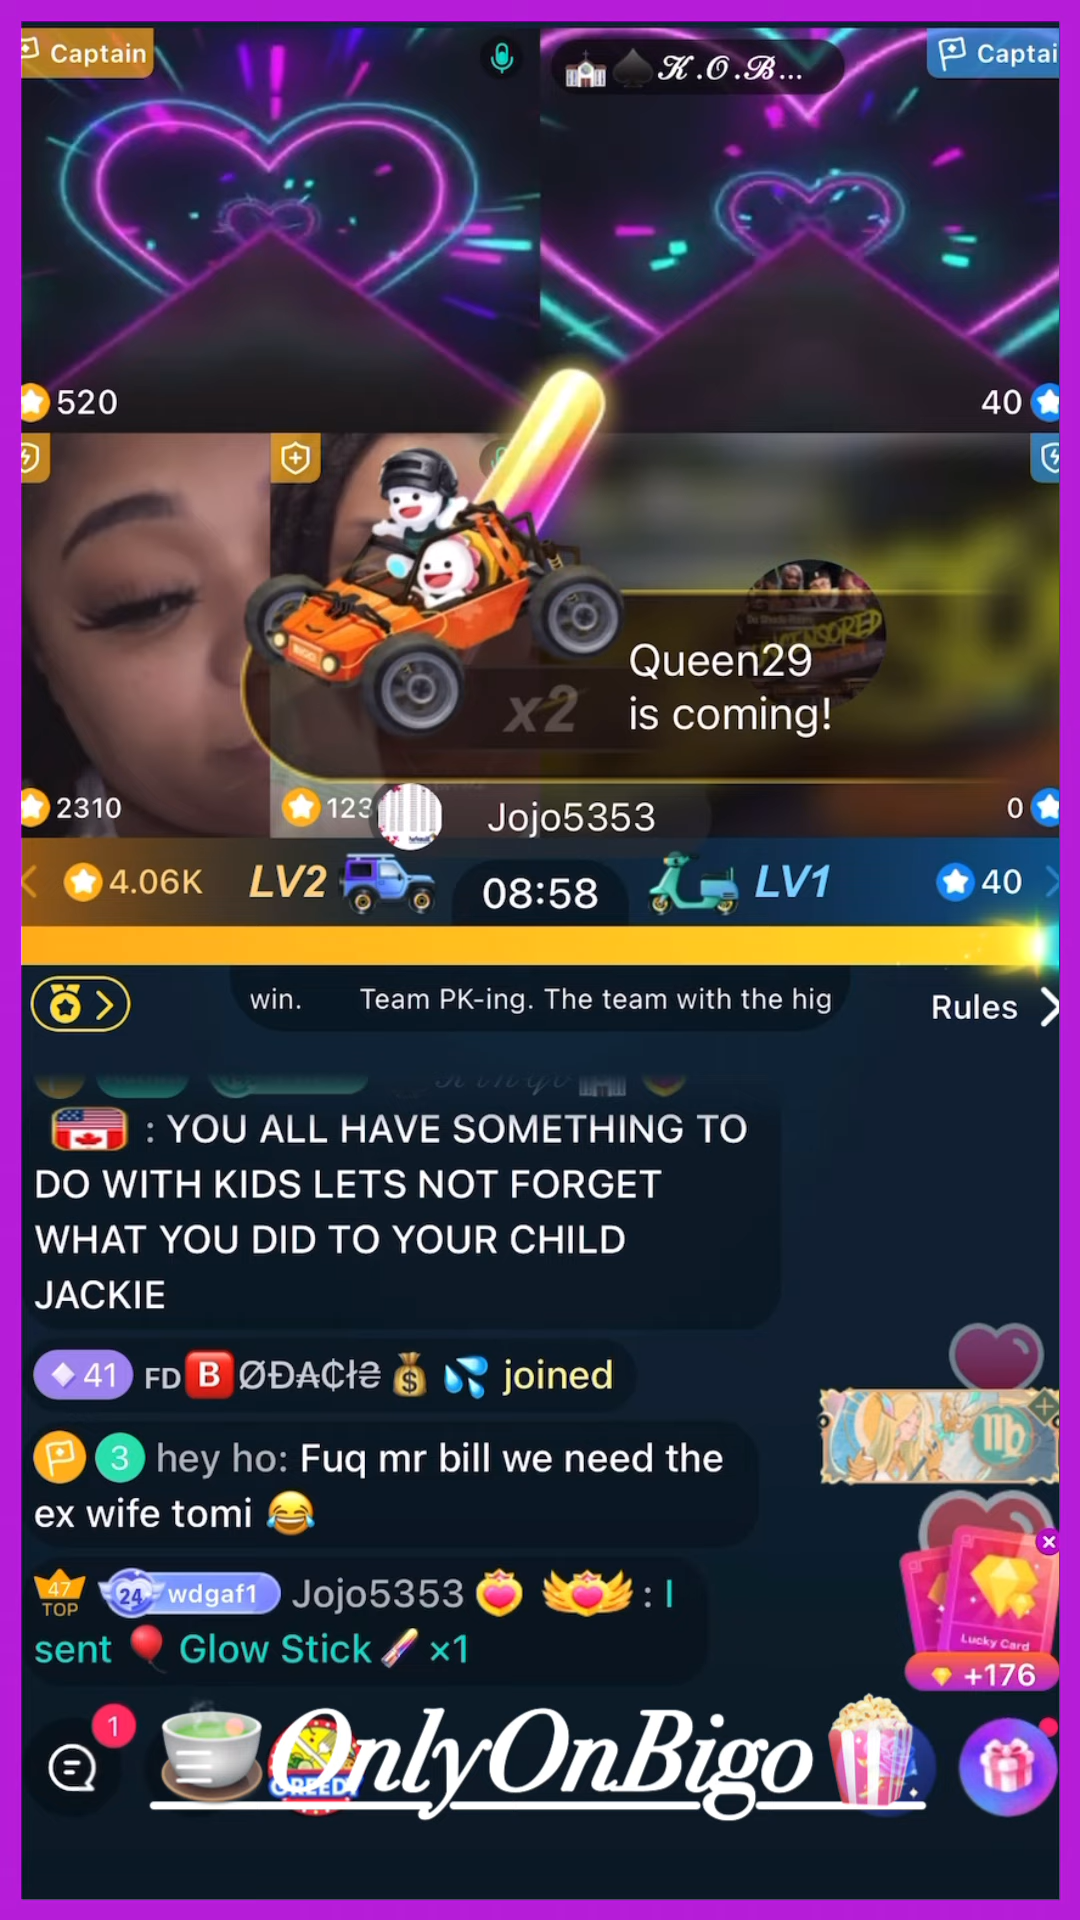 Captain
K.O.B...
Captai
520
40
Queen29
is coming!
x2
2310
123
Jojo5353
0
4.06K
LV2
08:58
LV1
40
win. Team PK-ing. The team with the hig
Rules
: YOU ALL HAVE SOMETHING TO
DO WITH KIDS LETS NOT FORGET
WHAT YOU DID TO YOUR CHILD
JACKIE
41 FD B ØĐ₳₵ł₴ 💰 💦 joined
3 hey ho: Fuq mr bill we need the
ex wife tomi 😂
47
TOP
24 wdgaf1 Jojo5353 : I
sent 🎈 Glow Stick x1
Lucky Card
+176
1
GREEDY
OnlyOnBigo